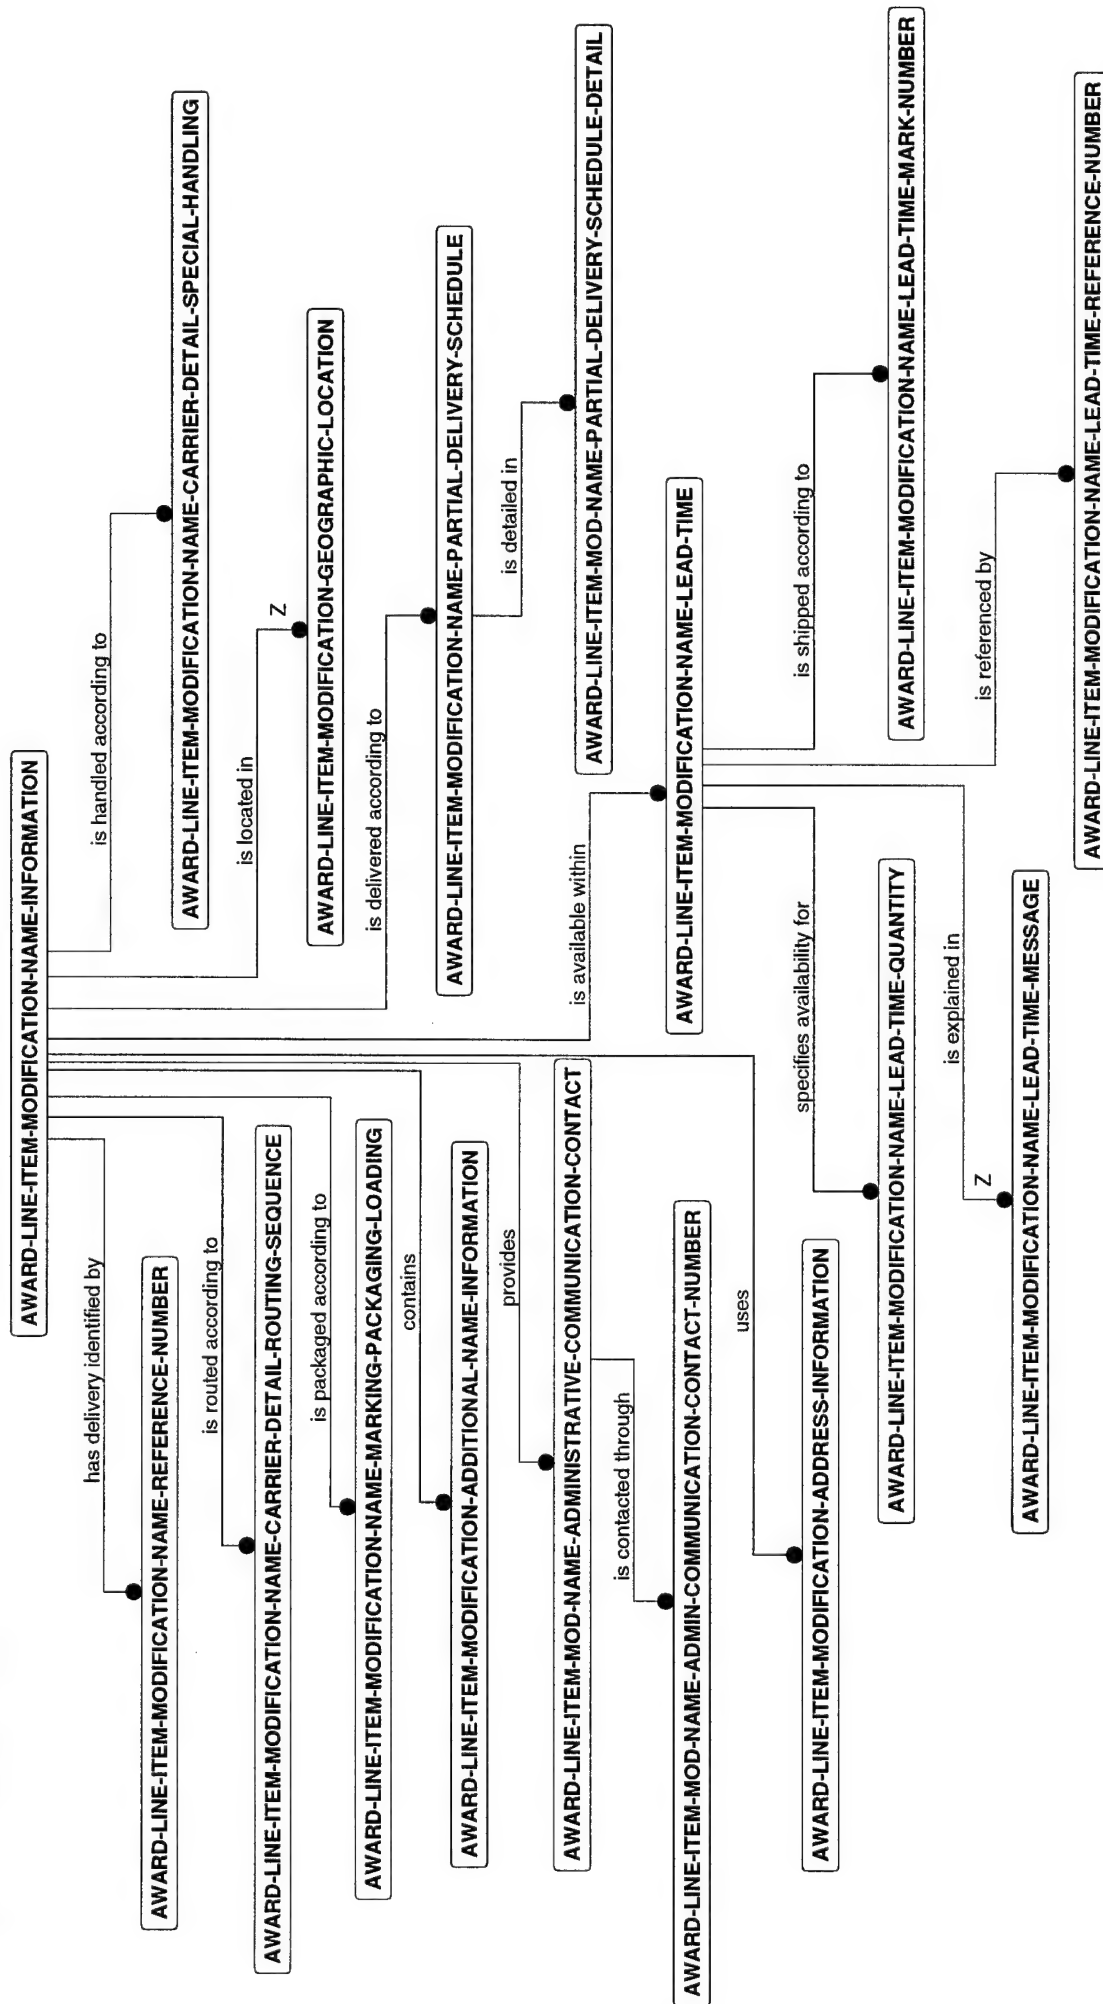 AWARD-LINE-ITEM-MODIFICATION-NAME-INFORMATION
has delivery identified by
is handled according to
AWARD-LINE-ITEM-MODIFICATION-NAME-REFERENCE-NUMBER
AWARD-LINE-ITEM-MODIFICATION-NAME-CARRIER-DETAIL-SPECIAL-HANDLING
is routed according to
is located in
Z
AWARD-LINE-ITEM-MODIFICATION-NAME-CARRIER-DETAIL-ROUTING-SEQUENCE
AWARD-LINE-ITEM-MODIFICATION-GEOGRAPHIC-LOCATION
is packaged according to
is delivered according to
AWARD-LINE-ITEM-MODIFICATION-NAME-MARKING-PACKAGING-LOADING
contains
AWARD-LINE-ITEM-MODIFICATION-NAME-PARTIAL-DELIVERY-SCHEDULE
AWARD-LINE-ITEM-MODIFICATION-ADDITIONAL-NAME-INFORMATION
provides
is detailed in
AWARD-LINE-ITEM-MOD-NAME-ADMINISTRATIVE-COMMUNICATION-CONTACT
is available within
AWARD-LINE-ITEM-MOD-NAME-PARTIAL-DELIVERY-SCHEDULE-DETAIL
is contacted through
AWARD-LINE-ITEM-MOD-NAME-ADMIN-COMMUNICATION-CONTACT-NUMBER
AWARD-LINE-ITEM-MODIFICATION-NAME-LEAD-TIME
uses
AWARD-LINE-ITEM-MODIFICATION-ADDRESS-INFORMATION
specifies availability for
is shipped according to
AWARD-LINE-ITEM-MODIFICATION-NAME-LEAD-TIME-QUANTITY
AWARD-LINE-ITEM-MODIFICATION-NAME-LEAD-TIME-MARK-NUMBER
is explained in
Z
is referenced by
AWARD-LINE-ITEM-MODIFICATION-NAME-LEAD-TIME-MESSAGE
AWARD-LINE-ITEM-MODIFICATION-NAME-LEAD-TIME-REFERENCE-NUMBER